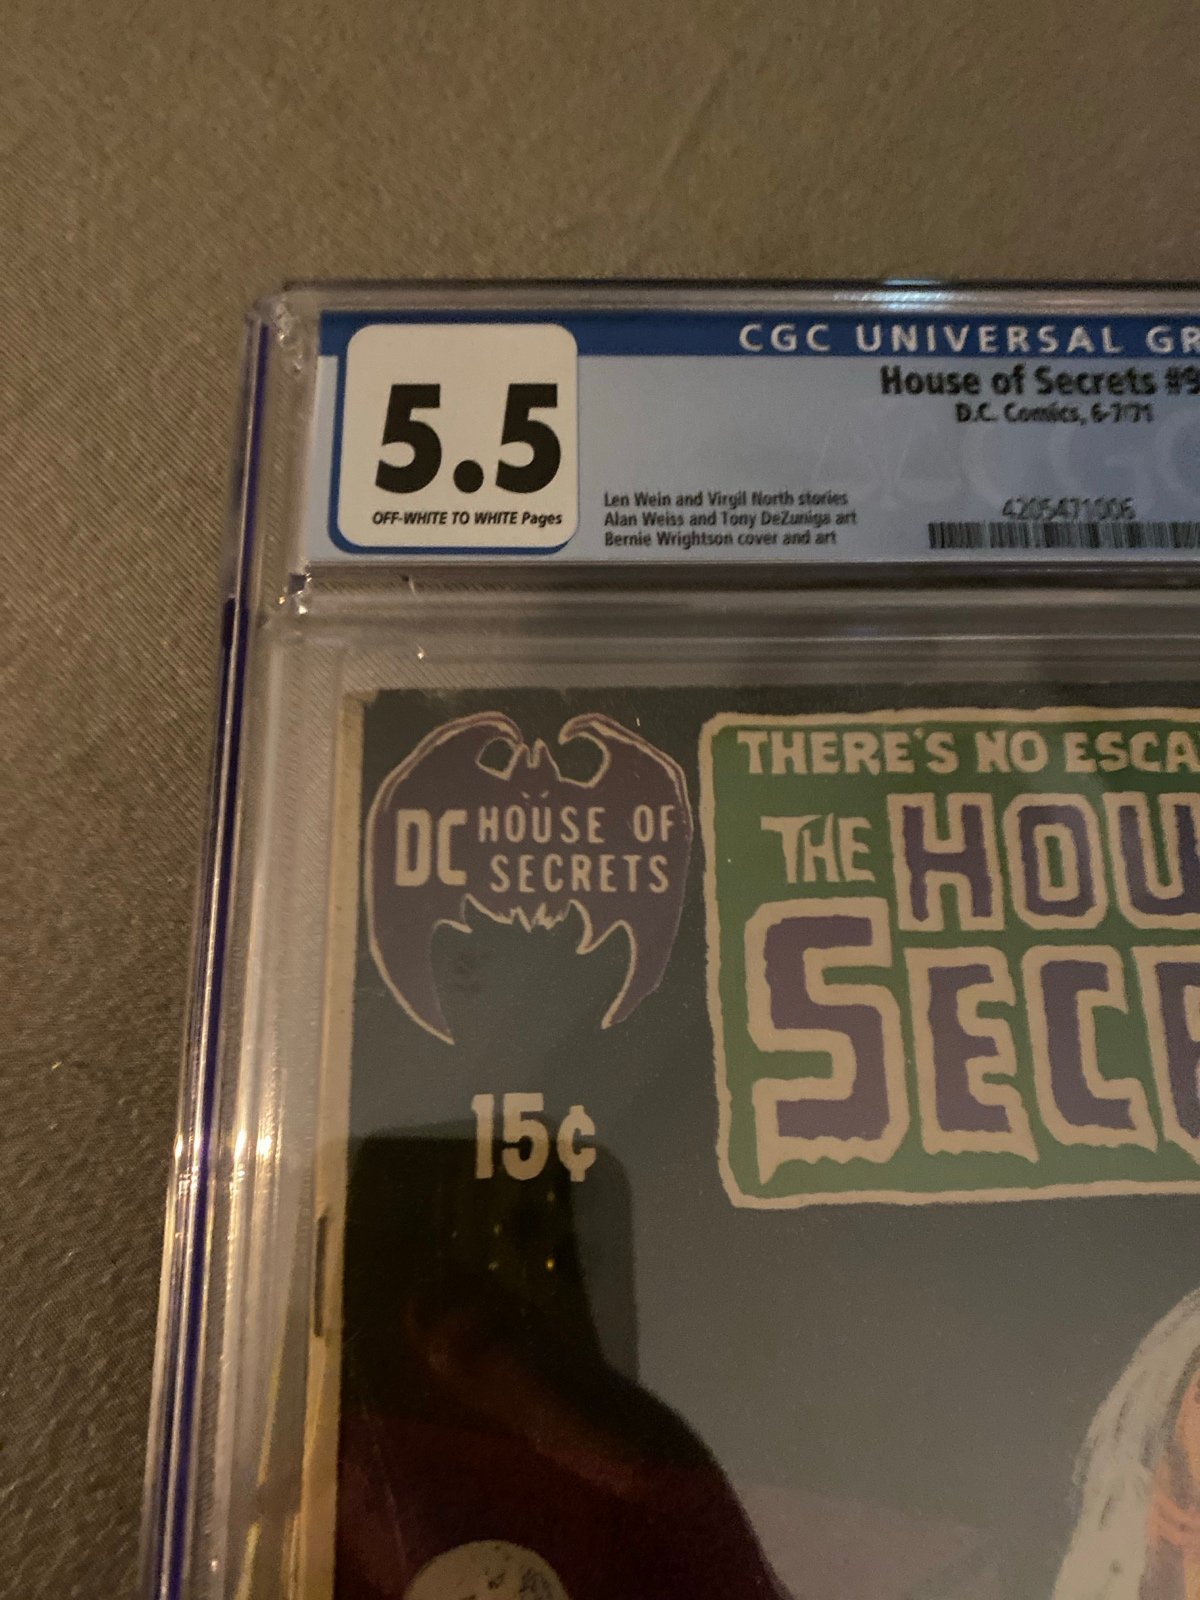 CGC UNIVERSAL GR
5.5
OFF-WHITE TO WHITE Pages
House of Secrets #9
D.C. Comics, 6-7/71
Len Wein and Virgil North stories
Alan Weiss and Tony DeZuniga art
Bernie Wrightson cover and art
4205471006
DC HOUSE OF
SECRETS
15¢
THERE'S NO ESCA
THE HOU
SECR